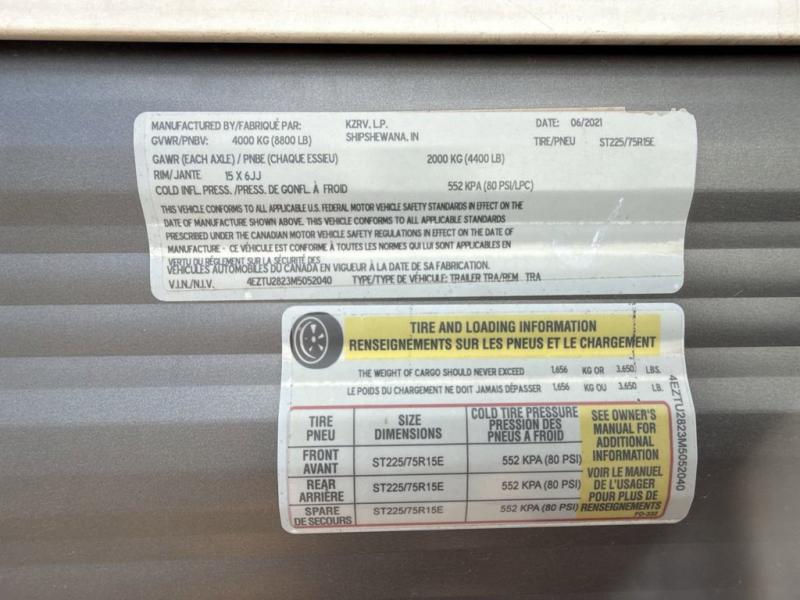 MANUFACTURED BY/FABRIQUÉ PAR: KZRV, L.P. DATE: 06/2021
GVWR/PNBV: 4000 KG (8800 LB) SHIPSHEWANA, IN TIRE/PNEU ST225/75R15E
GAWR (EACH AXLE) / PNBE (CHAQUE ESSIEU) 2000 KG (4400 LB)
RIM/JANTE 15 X 6JJ
COLD INFL. PRESS. /PRESS. DE GONFL. À FROID 552 KPA (80 PSI/LPC)
THIS VEHICLE CONFORMS TO ALL APPLICABLE U.S. FEDERAL MOTOR VEHICLE SAFETY STANDARDS IN EFFECT ON THE
DATE OF MANUFACTURE SHOWN ABOVE. THIS VEHICLE CONFORMS TO ALL APPLICABLE STANDARDS
PRESCRIBED UNDER THE CANADIAN MOTOR VEHICLE SAFETY REGULATIONS IN EFFECT ON THE DATE OF
MANUFACTURE - CE VÉHICULE EST CONFORME À TOUTES LES NORMES QUI LUI SONT APPLICABLES EN
VERTU DU RÈGLEMENT SUR LA SÉCURITÉ DES
VÉHICULES AUTOMOBILES DU CANADA EN VIGUEUR À LA DATE DE SA FABRICATION.
V.I.N./N.I.V. 4EZTU2823M5052040 TYPE/TYPE DE VÉHICULE: TRAILER TRA/REM TRA
TIRE AND LOADING INFORMATION
RENSEIGNEMENTS SUR LES PNEUS ET LE CHARGEMENT
THE WEIGHT OF CARGO SHOULD NEVER EXCEED 1,656 KG OR 3,650 LBS.
LE POIDS DU CHARGEMENT NE DOIT JAMAIS DÉPASSER 1,656 KG OU 3,650 LB.
TIRE
PNEU
SIZE
DIMENSIONS
COLD TIRE PRESSURE
PRESSION DES
PNEUS A FROID
FRONT
AVANT
ST225/75R15E 552 KPA (80 PSI)
REAR
ARRIÈRE
ST225/75R15E 552 KPA (80 PSI)
SPARE
DE SECOURS
ST225/75R15E 552 KPA (80 PSI)
SEE OWNER'S
MANUAL FOR
ADDITIONAL
INFORMATION
VOIR LE MANUEL
DE L'USAGER
POUR PLUS DE
RENSEIGNEMENTS
FO-332
4EZTU2823M5052040